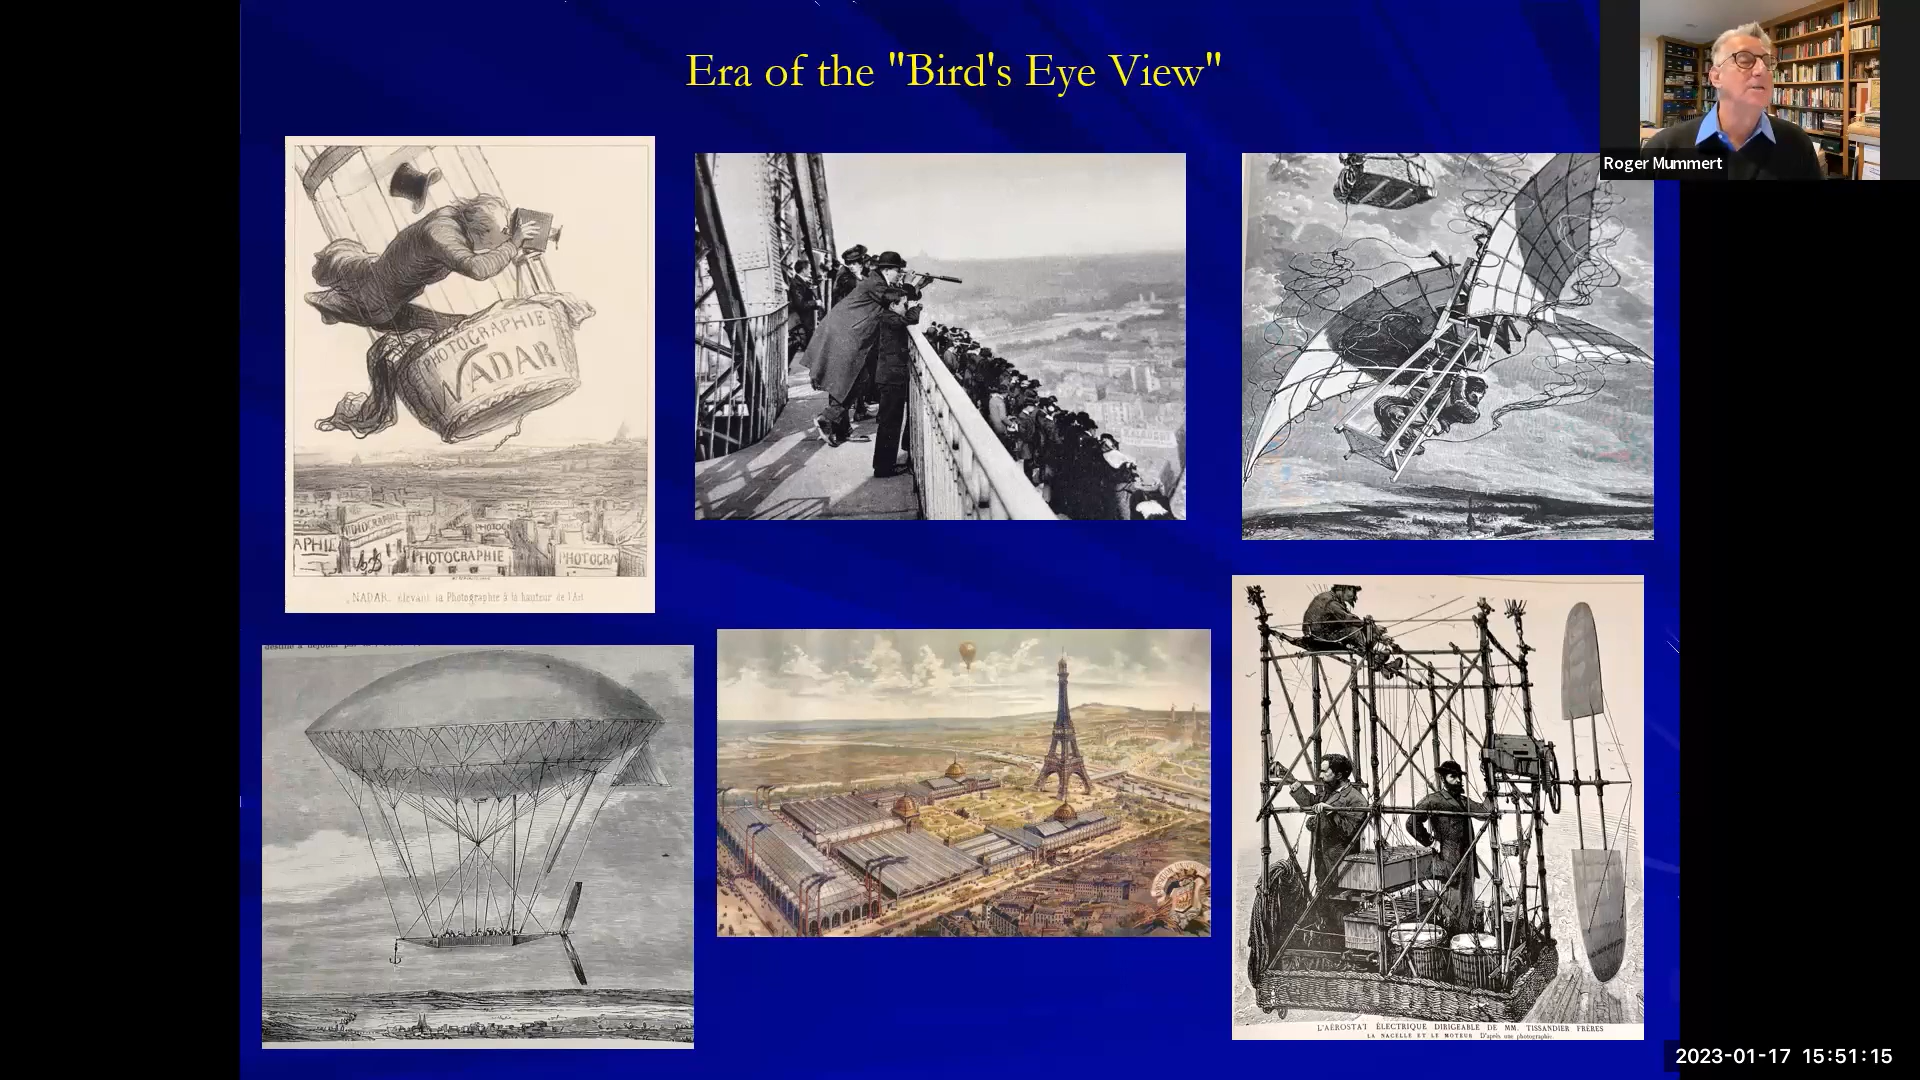 Era of the "Bird's Eye View"
Roger Mummert
PHOTOGRAPHIE
NADAR
APHIE
PHOTOGRAPHIE
PHOTOGRA
NADAR élevant la Photographie à la hauteur de l'Art
L'AÉROSTAT ÉLECTRIQUE DIRIGEABLE DE MM. TISSANDIER FRÈRES
LA NACELLE ET LE MOTEUR D'après une photographie
2023-01-17 15:51:15